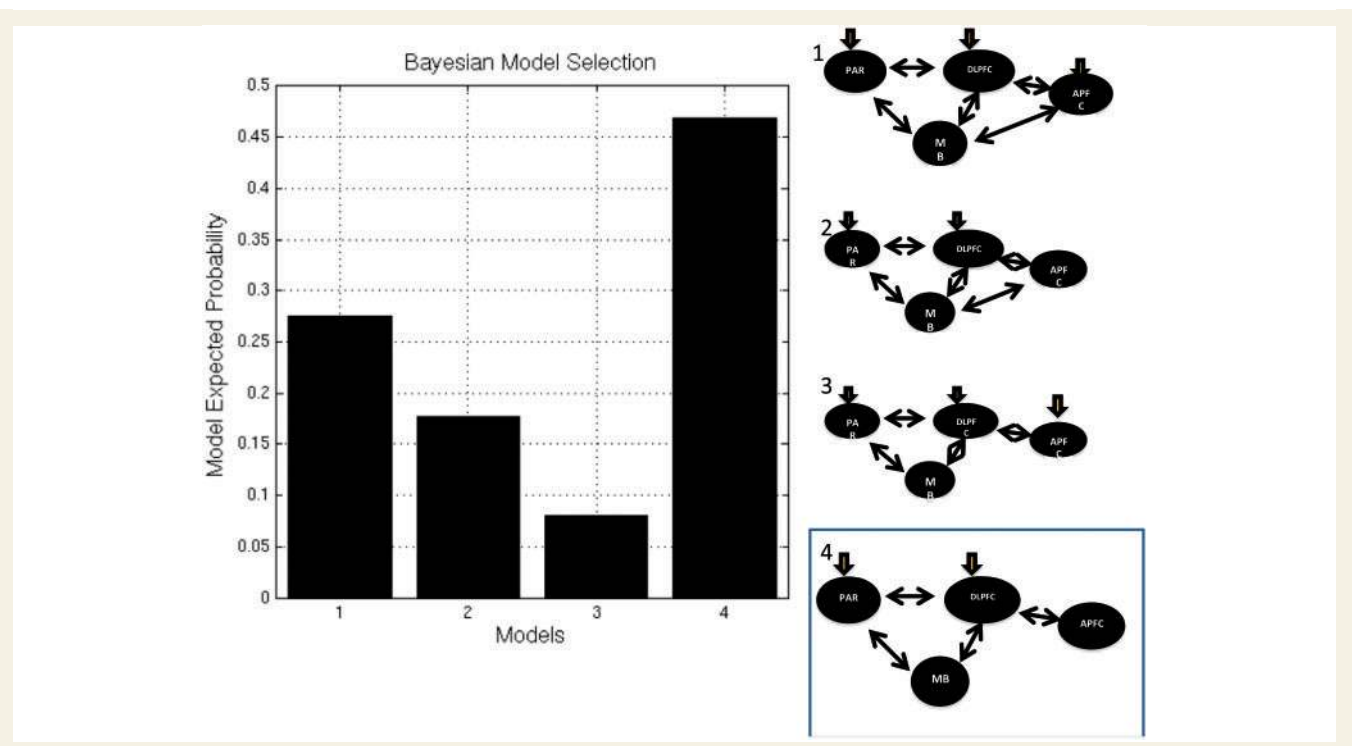 Bayesian Model Selection
Model Expected Probability
0.5
0.45
0.4
0.35
0.3
0.25
0.2
0.15
0.1
0.05
0
1
2
3
4
Models
1
PAR
DLPFC
APF
C
M
B
2
PA
R
DLPFC
APF
C
M
B
3
PA
R
DLPF
C
APF
C
M
B
4
PAR
DLPFC
APFC
MB